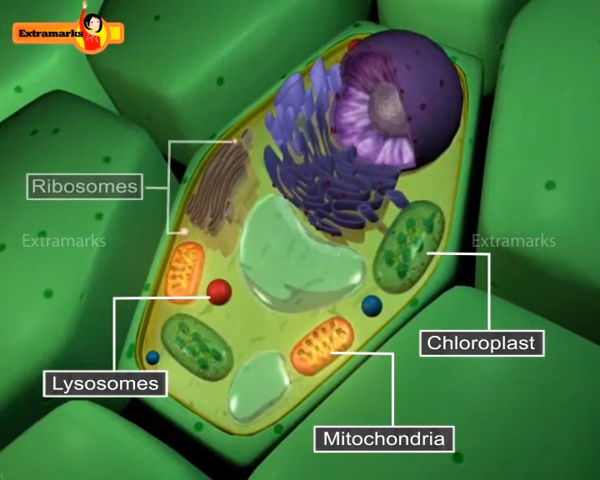 Extramarks
Ribosomes
Extramarks
Extramarks
Chloroplast
Lysosomes
Mitochondria